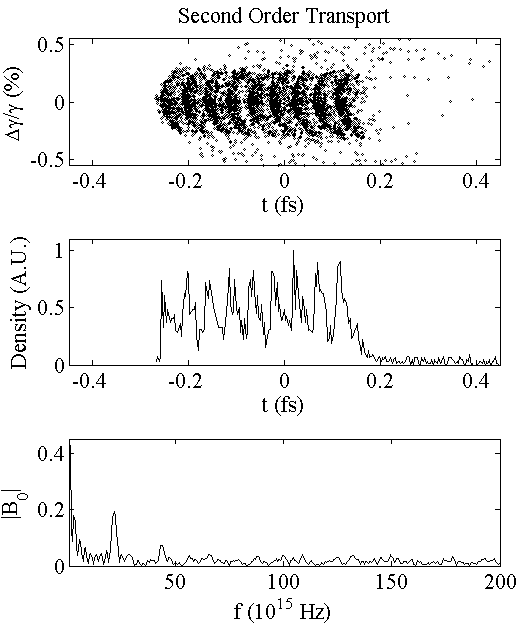 Second Order Transport
0.5
0
-0.5
Δγ/γ (%)
-0.4 -0.2 0 0.2 0.4
t (fs)
1
0.5
0
Density (A.U.)
-0.4 -0.2 0 0.2 0.4
t (fs)
0.4
0.2
0
|B0|
50 100 150 200
f (10^15 Hz)